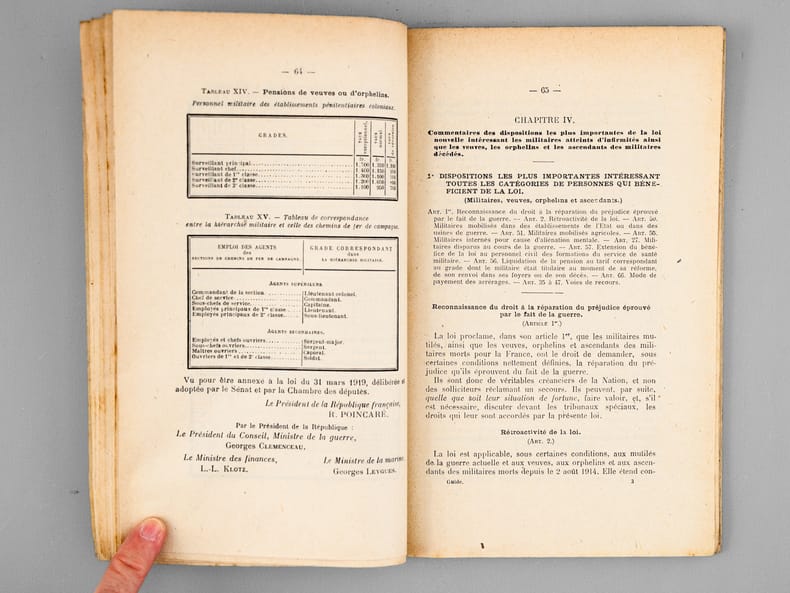 — 64 —
TABLEAU XIV. — Pensions de veuves ou d'orphelins.
Personnel militaire des établissements pénitentiaires coloniaux.
GRADES.
TAUX exceptionnel.
TAUX normal.
TAUX de réversion
fr. fr. fr.
Surveillant principal
Surveillant chef
Surveillant de 1re classe
Surveillant de 2e classe
Surveillant de 3e classe
TABLEAU XV. — Tableau de correspondance
entre la hiérarchie militaire et celle des chemins de fer de campagne.
EMPLOI DES AGENTS
des
SECTIONS DE CHEMINS DE FER DE CAMPAGNE.
GRADE CORRESPONDANT
dans
LA HIÉRARCHIE MILITAIRE.
AGENTS SUPÉRIEURS.
Commandant de la section. Lieutenant colonel.
Chef de service. Commandant.
Sous-chefs de service. Capitaine.
Employés principaux de 1re classe. Lieutenant.
Employés principaux de 2e classe. Sous-lieutenant.
AGENTS SECONDAIRES.
Employés et chefs ouvriers Sergent-major.
Sous-chefs ouvriers Sergent.
Maîtres ouvriers Caporal.
Ouvriers de 1re et de 2e classe Soldat.
Vu pour être annexé à la loi du 31 mars 1919, délibérée et
adoptée par le Sénat et par la Chambre des députés.
Le Président de la République française,
R. POINCARÉ.
Par le Président de la République :
Le Président du Conseil, Ministre de la guerre,
Georges CLEMENCEAU.
Le Ministre des finances, Le Ministre de la marine
L.-L. KLOTZ. Georges LEYGUES.
— 65 —
CHAPITRE IV.
Commentaires des dispositions les plus importantes de la loi
nouvelle intéressant les militaires atteints d'infirmités ainsi
que les veuves, les orphelins et les ascendants des militaires
décédés.
1° DISPOSITIONS LES PLUS IMPORTANTES INTÉRESSANT
TOUTES LES CATÉGORIES DE PERSONNES QUI BÉNÉ-
FICIENT DE LA LOI.
(Militaires, veuves, orphelins et ascendants.)
ART. 1er. Reconnaissance du droit à la réparation du préjudice éprouvé
par le fait de la guerre. — ART. 2. Rétroactivité de la loi. — ART. 50.
Militaires mobilisés dans des établissements de l'Etat ou dans des
usines de guerre. — ART. 51. Militaires mobilisés agricoles. — ART. 55.
Militaires internés pour cause d'aliénation mentale. — ART. 27. Mili-
taires disparus au cours de la guerre. — ART. 57. Extension du béné-
fice de la loi au personnel civil des formations du service de santé
militaire. — ART. 56. Liquidation de la pension au tarif correspondant
au grade dont le militaire était titulaire au moment de sa réforme,
de son renvoi dans ses foyers ou de son décès. — ART. 66. Mode de
payement des arrérages. — ART. 35 à 47. Voies de recours.
Reconnaissance du droit à la réparation du préjudice éprouvé
par le fait de la guerre.
(ARTICLE 1er.)
La loi proclame, dans son article 1er, que les militaires mu-
tilés, ainsi que les veuves, orphelins et ascendants des mili-
taires morts pour la France, ont le droit de demander, sous
certaines conditions nettement définies, la réparation du pré-
judice qu'ils éprouvent du fait de la guerre.
Ils sont donc de véritables créanciers de la Nation, et non
des solliciteurs réclamant un secours. Ils peuvent, par suite,
quelle que soit leur situation de fortune, faire valoir, et, s'il
est nécessaire, discuter devant les tribunaux spéciaux, les
droits qui leur sont accordés par la présente loi.
Rétroactivité de la loi.
(ART. 2.)
La loi est applicable, sous certaines conditions, aux mutilés
de la guerre actuelle et aux veuves, aux orphelins et aux ascen-
dants des militaires morts depuis le 2 août 1914. Elle étend con-
Guide. 3